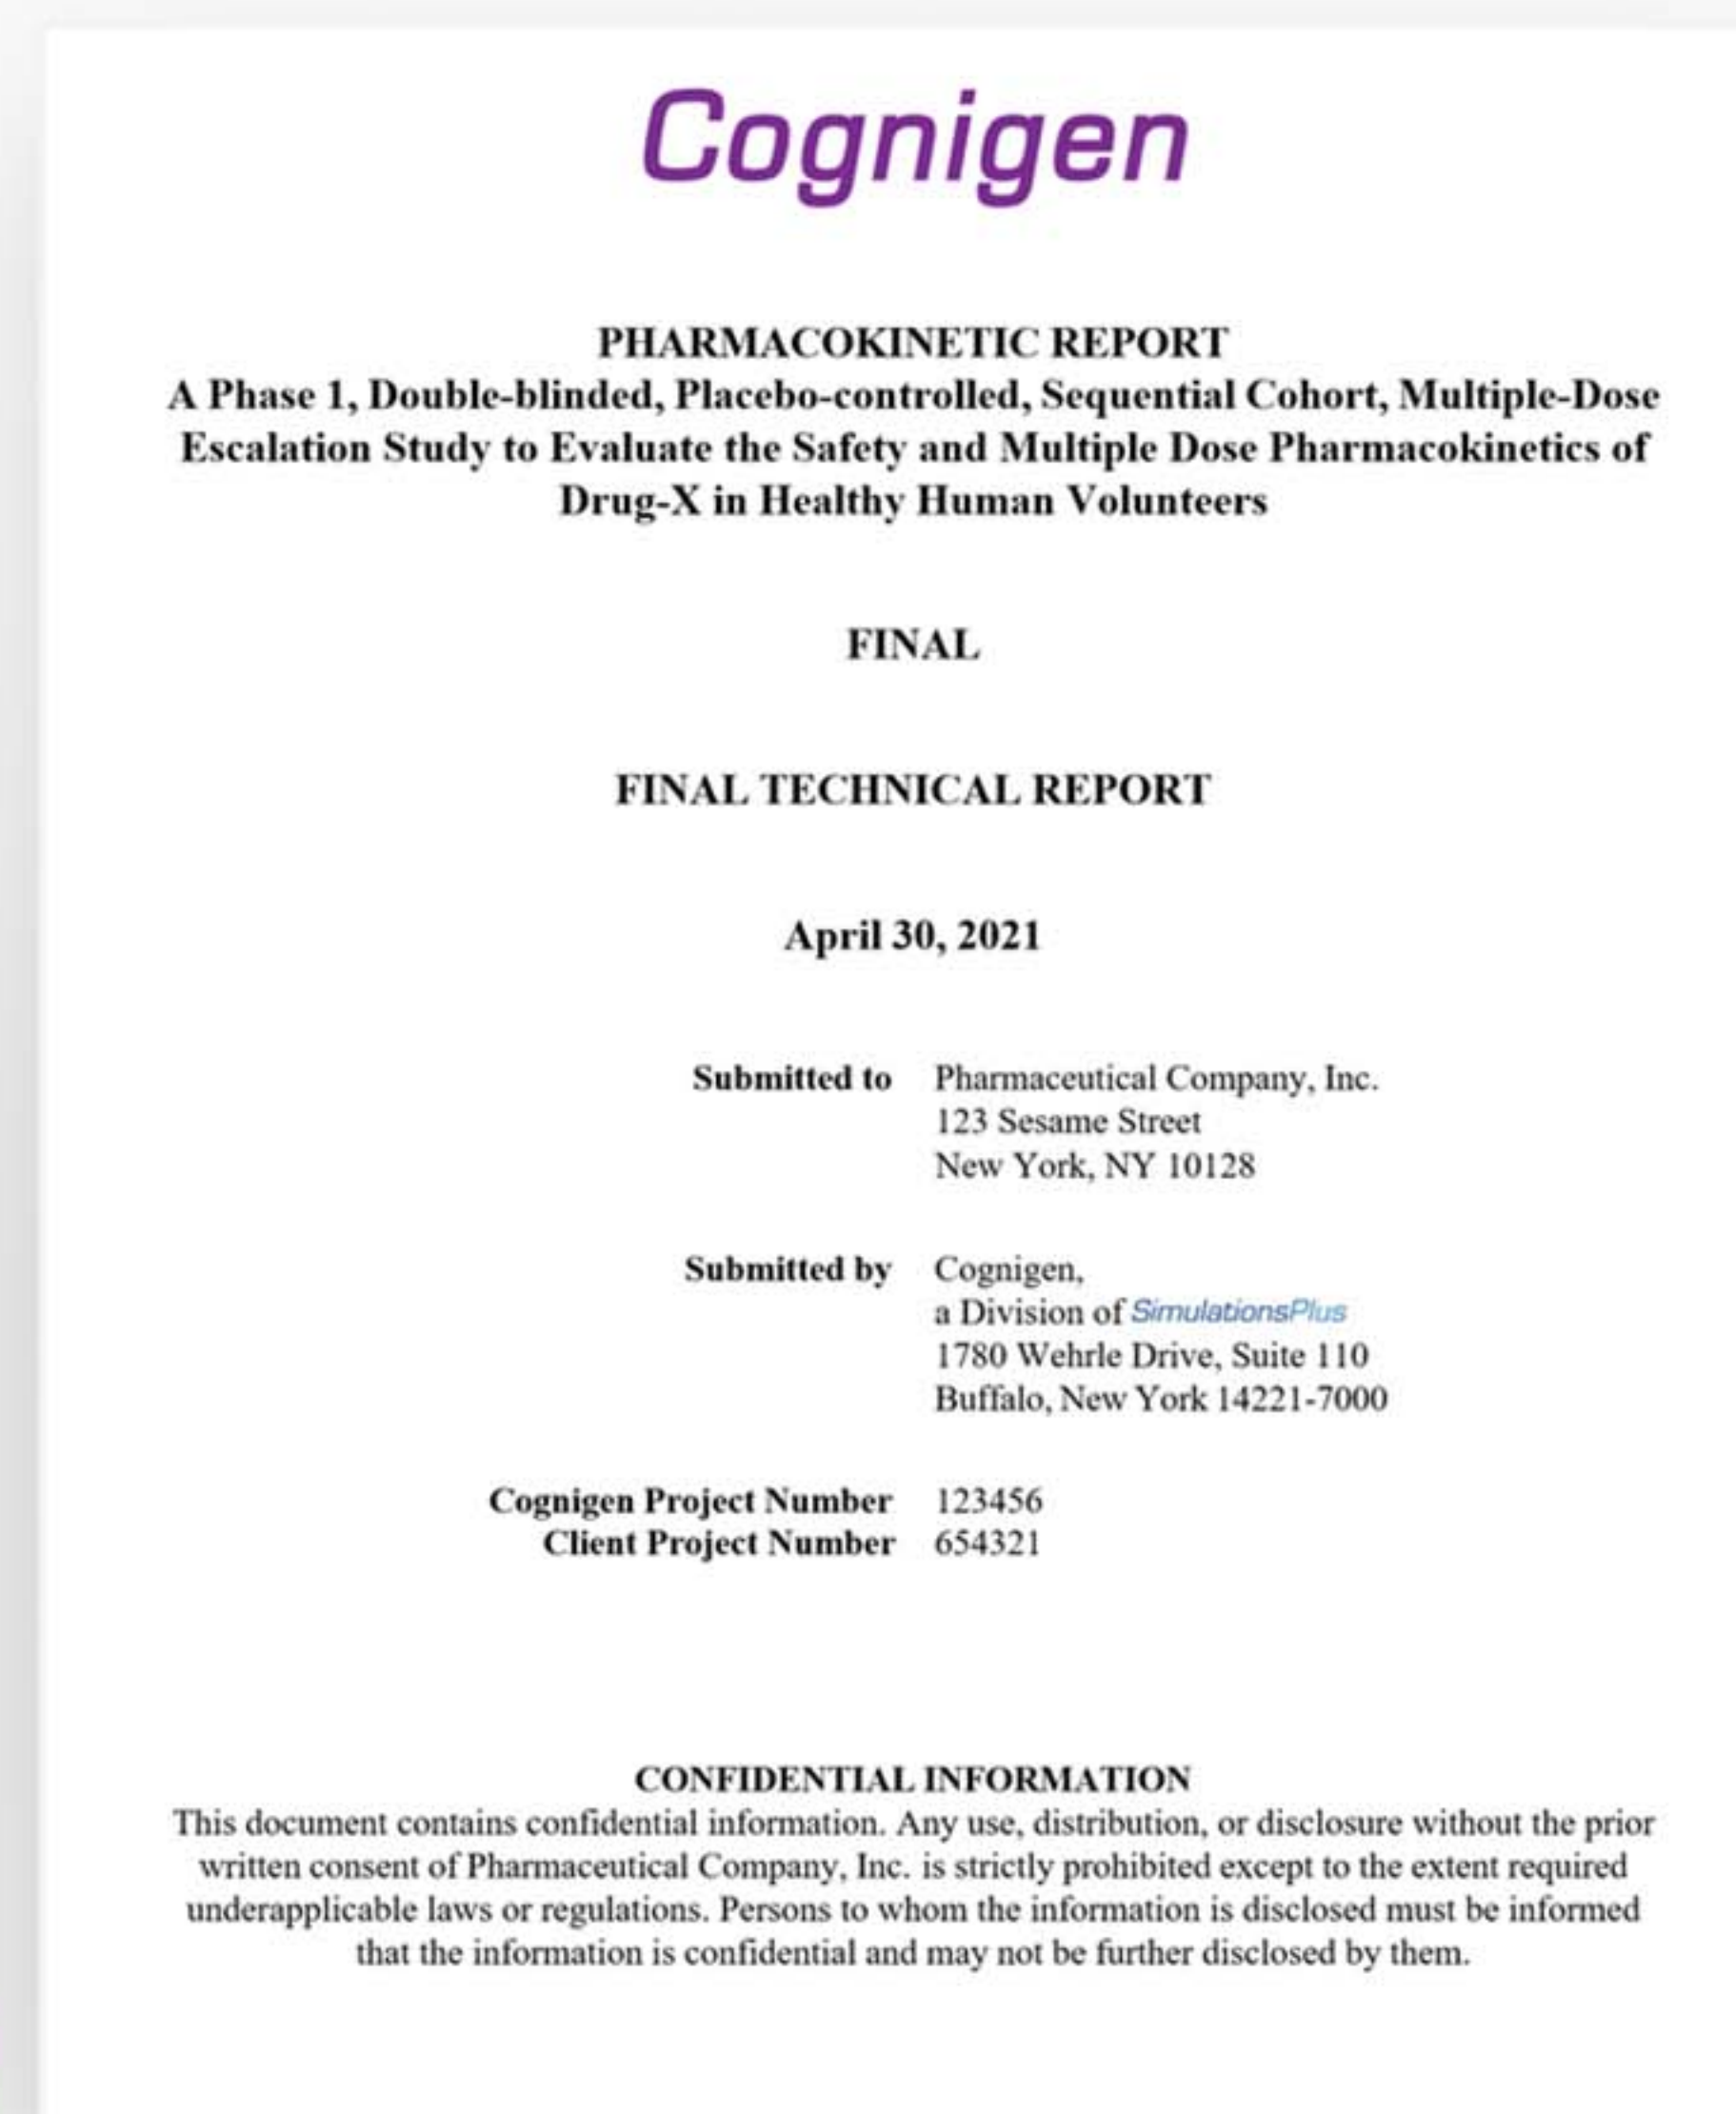 Cognigen
PHARMACOKINETIC REPORT
A Phase 1, Double-blinded, Placebo-controlled, Sequential Cohort, Multiple-Dose
Escalation Study to Evaluate the Safety and Multiple Dose Pharmacokinetics of
Drug-X in Healthy Human Volunteers
FINAL
FINAL TECHNICAL REPORT
April 30, 2021
Submitted to Pharmaceutical Company, Inc.
123 Sesame Street
New York, NY 10128
Submitted by Cognigen,
a Division of SimulationsPlus
1780 Wehrle Drive, Suite 110
Buffalo, New York 14221-7000
Cognigen Project Number 123456
Client Project Number 654321
CONFIDENTIAL INFORMATION
This document contains confidential information. Any use, distribution, or disclosure without the prior
written consent of Pharmaceutical Company, Inc. is strictly prohibited except to the extent required
underapplicable laws or regulations. Persons to whom the information is disclosed must be informed
that the information is confidential and may not be further disclosed by them.